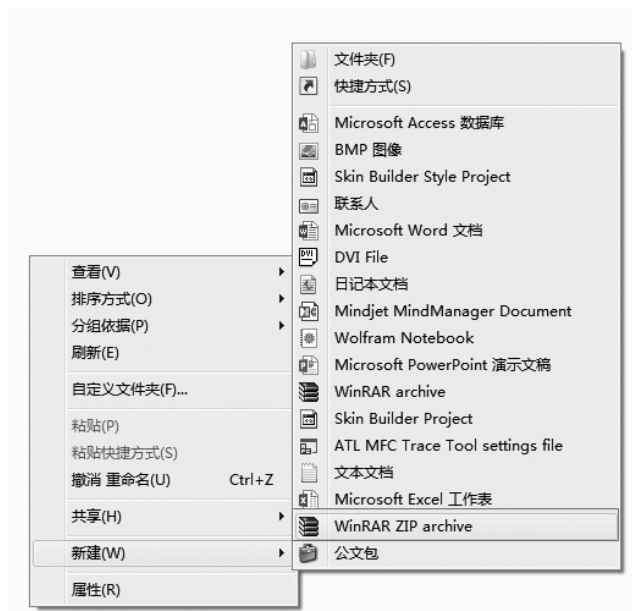 文件夹(F)
快捷方式(S)
Microsoft Access 数据库
BMP 图像
Skin Builder Style Project
联系人
Microsoft Word 文档
DVI File
日记本文档
Mindjet MindManager Document
Wolfram Notebook
Microsoft PowerPoint 演示文稿
WinRAR archive
Skin Builder Project
ATL MFC Trace Tool settings file
文本文档
Microsoft Excel 工作表
WinRAR ZIP archive
公文包
查看(V)
排序方式(O)
分组依据(P)
刷新(E)
自定义文件夹(F)...
粘贴(P)
粘贴快捷方式(S)
撤消 重命名(U) Ctrl+Z
共享(H)
新建(W)
属性(R)